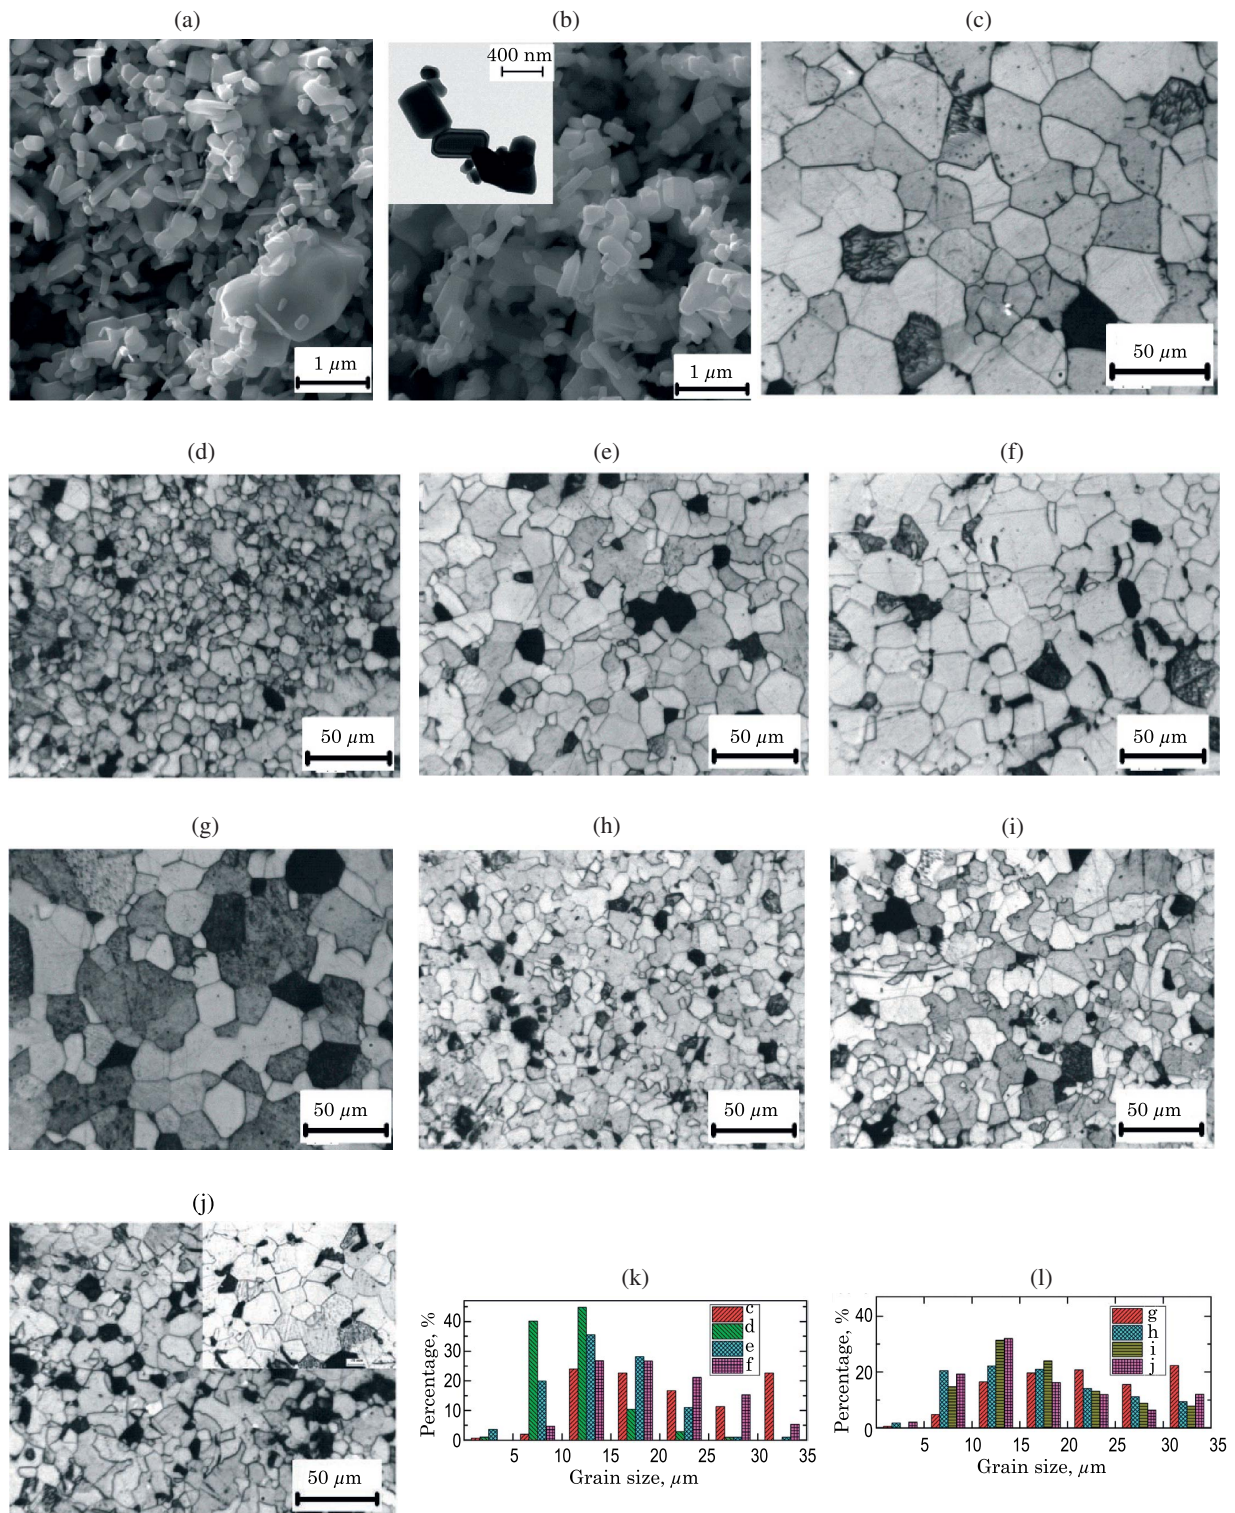 (a) (b) (c)
400 nm
1 μm
1 μm
50 μm
(d) (e) (f)
50 μm
50 μm
50 μm
(g) (h) (i)
50 μm
50 μm
50 μm
(j)
50 μm
(k)
Percentage, %
40
30
20
10
0
c
d
e
f
5 10 15 20 25 30 35
Grain size, μm
(l)
Percentage, %
40
20
0
g
h
i
j
5 10 15 20 25 30 35
Grain size, μm